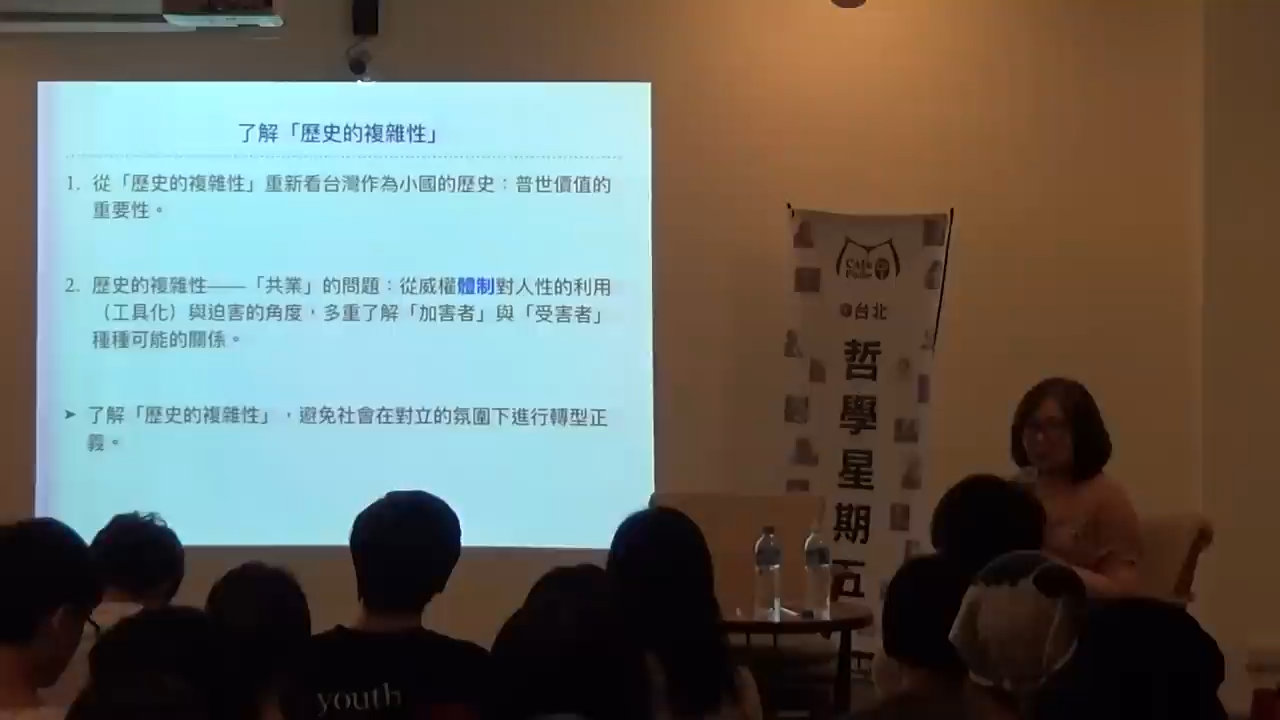 了解「歷史的複雜性」
1. 從「歷史的複雜性」重新看台灣作為小國的歷史：普世價值的
重要性。
2. 歷史的複雜性——「共業」的問題：從威權體制對人性的利用
（工具化）與迫害的角度，多重了解「加害者」與「受害者」
種種可能的關係。
➤ 了解「歷史的複雜性」，避免社會在對立的氛圍下進行轉型正
義。
Café
Philo
@台北
哲學星期五
youth